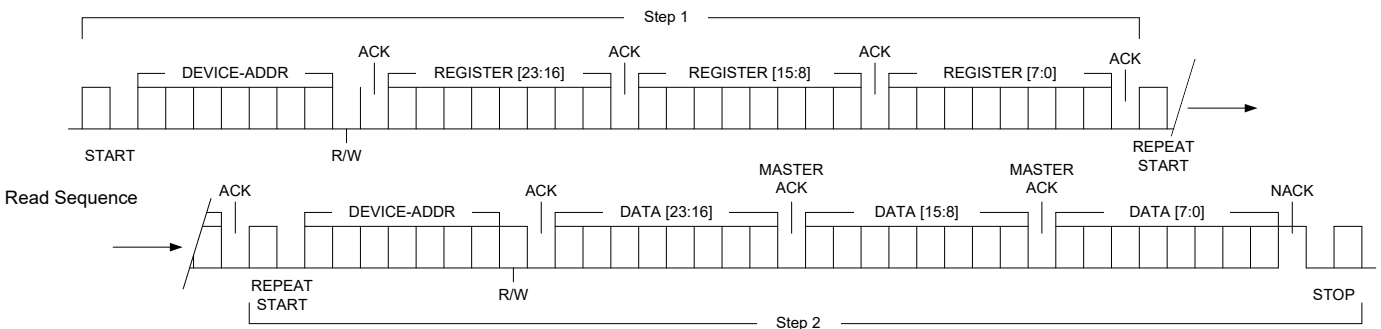 Step 1
ACK ACK ACK ACK
DEVICE-ADDR REGISTER [23:16] REGISTER [15:8] REGISTER [7:0]
START R/W REPEAT
START
Read Sequence
ACK ACK MASTER
ACK MASTER
ACK NACK
DEVICE-ADDR DATA [23:16] DATA [15:8] DATA [7:0]
REPEAT
START R/W STOP
Step 2